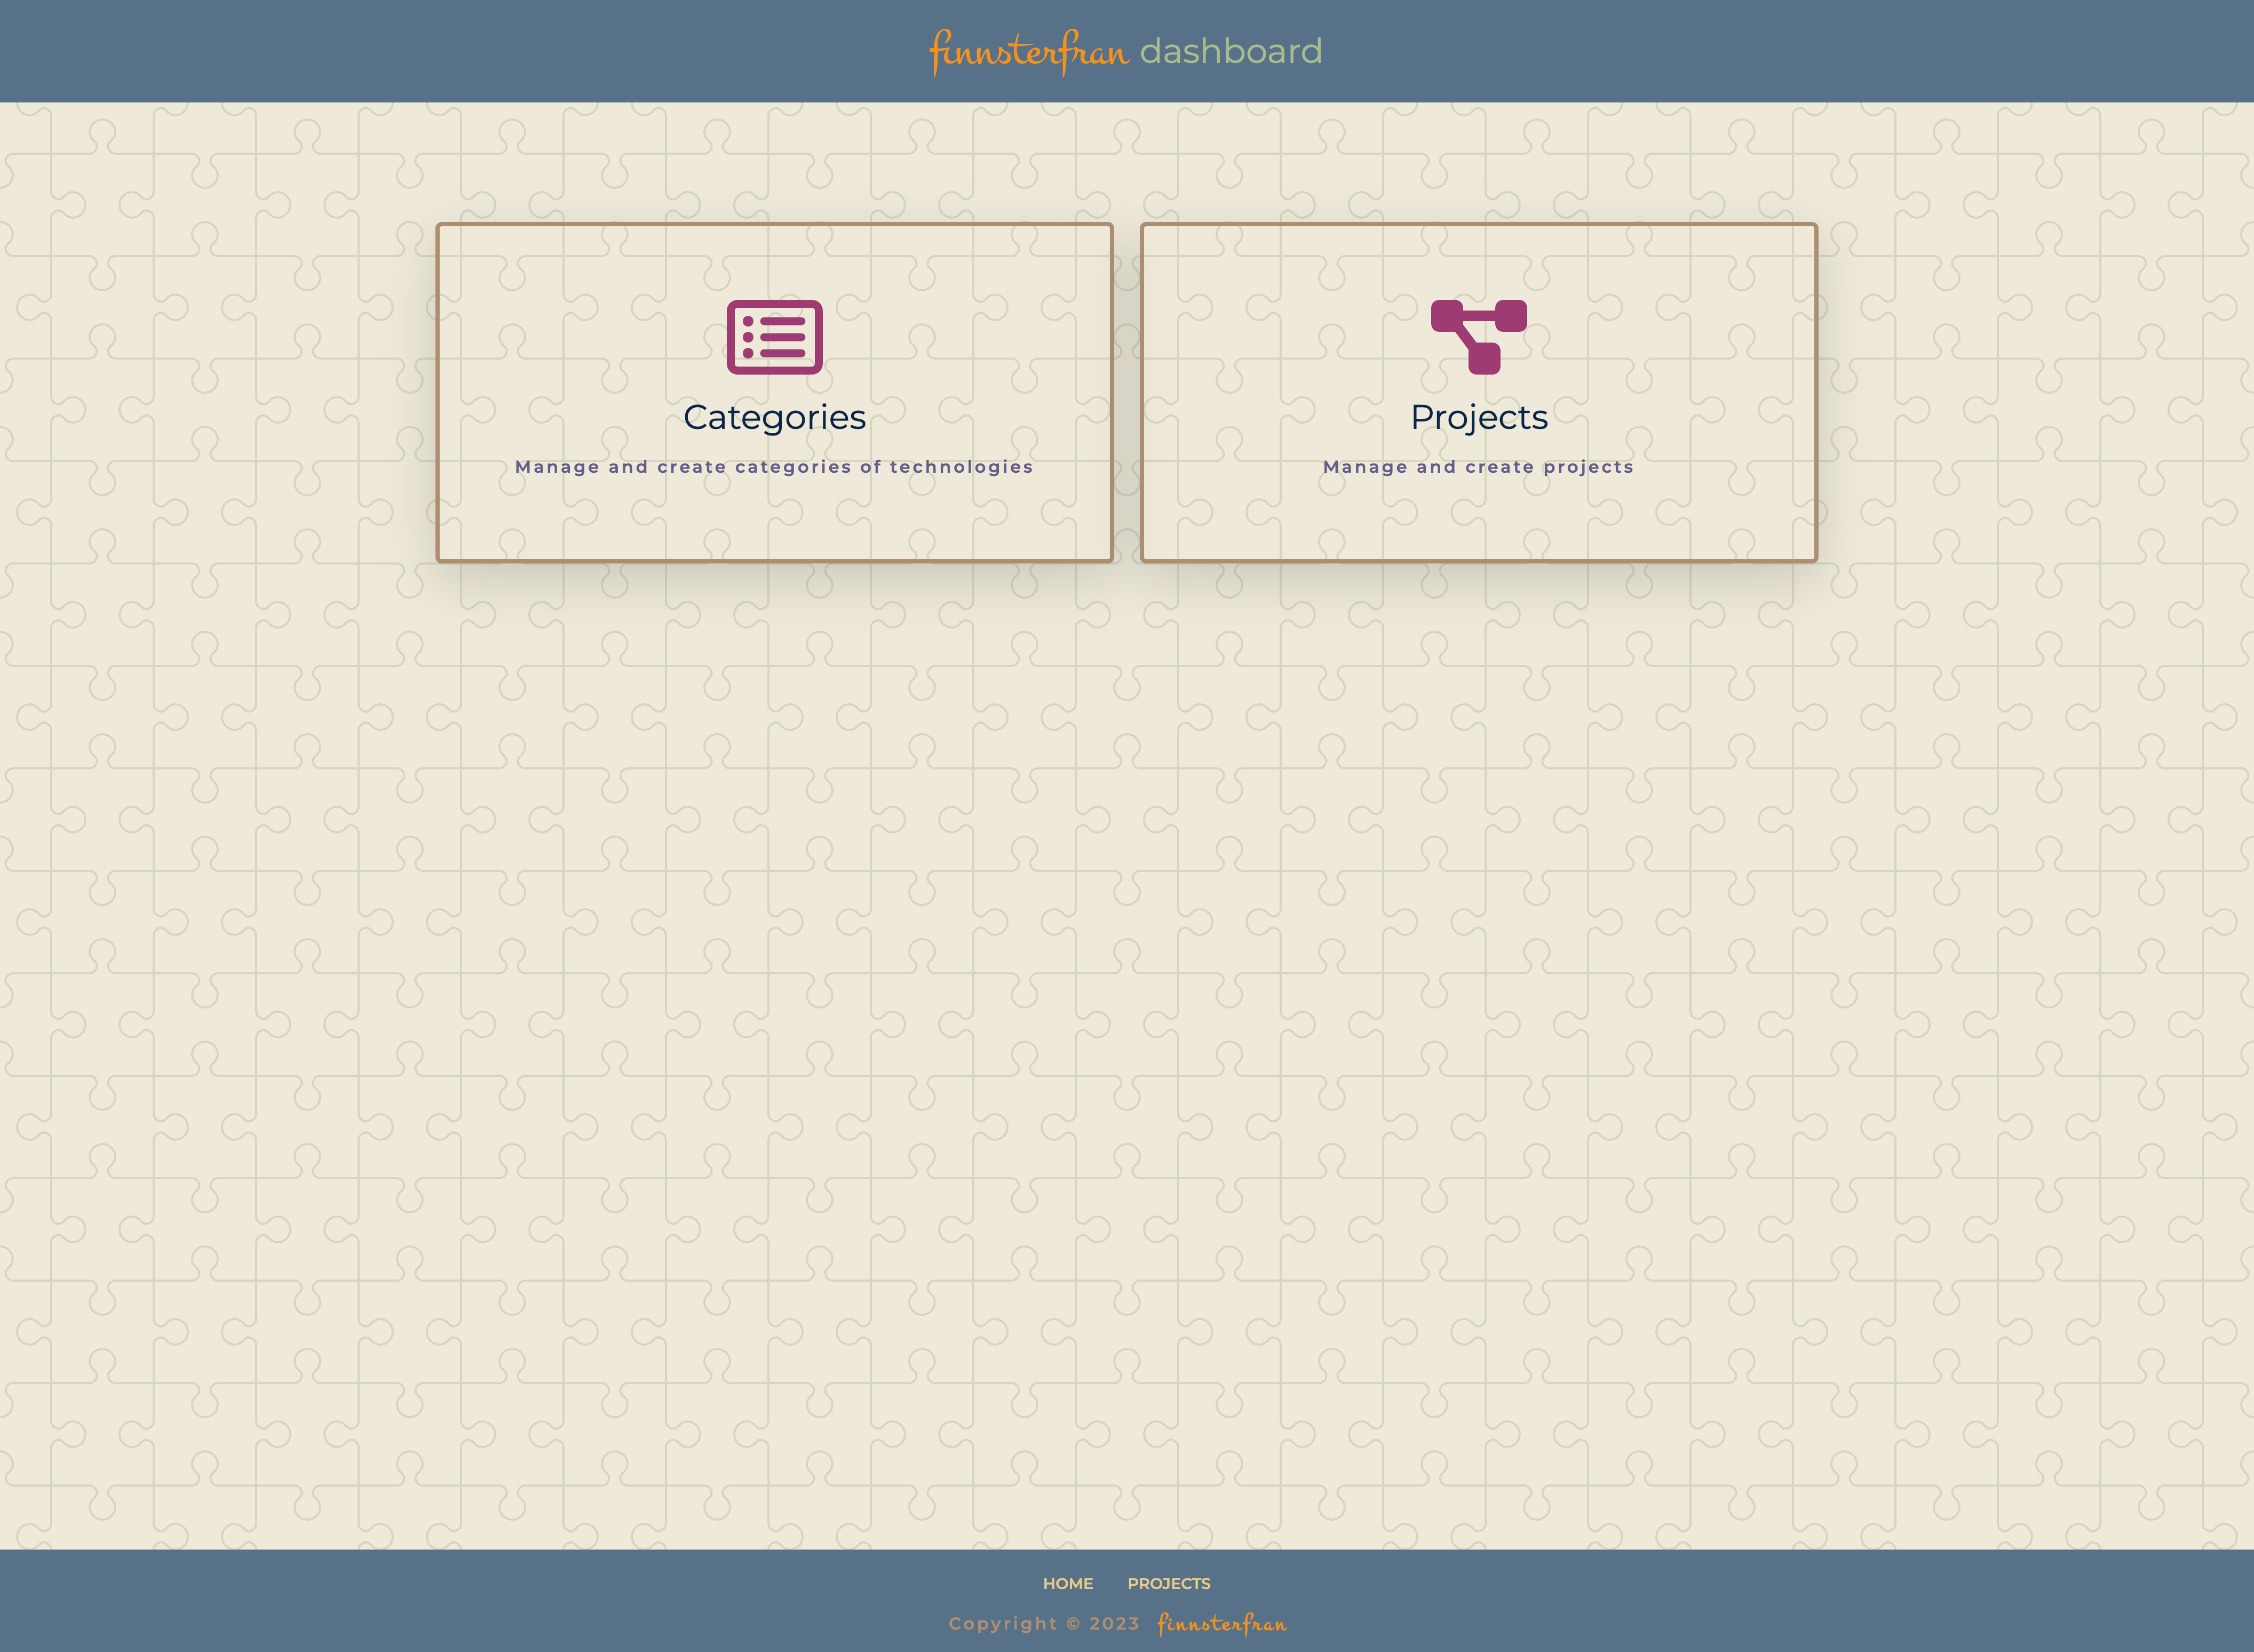 finnsterfran dashboard
Categories
Manage and create categories of technologies
Projects
Manage and create projects
HOME PROJECTS
Copyright © 2023 finnsterfran